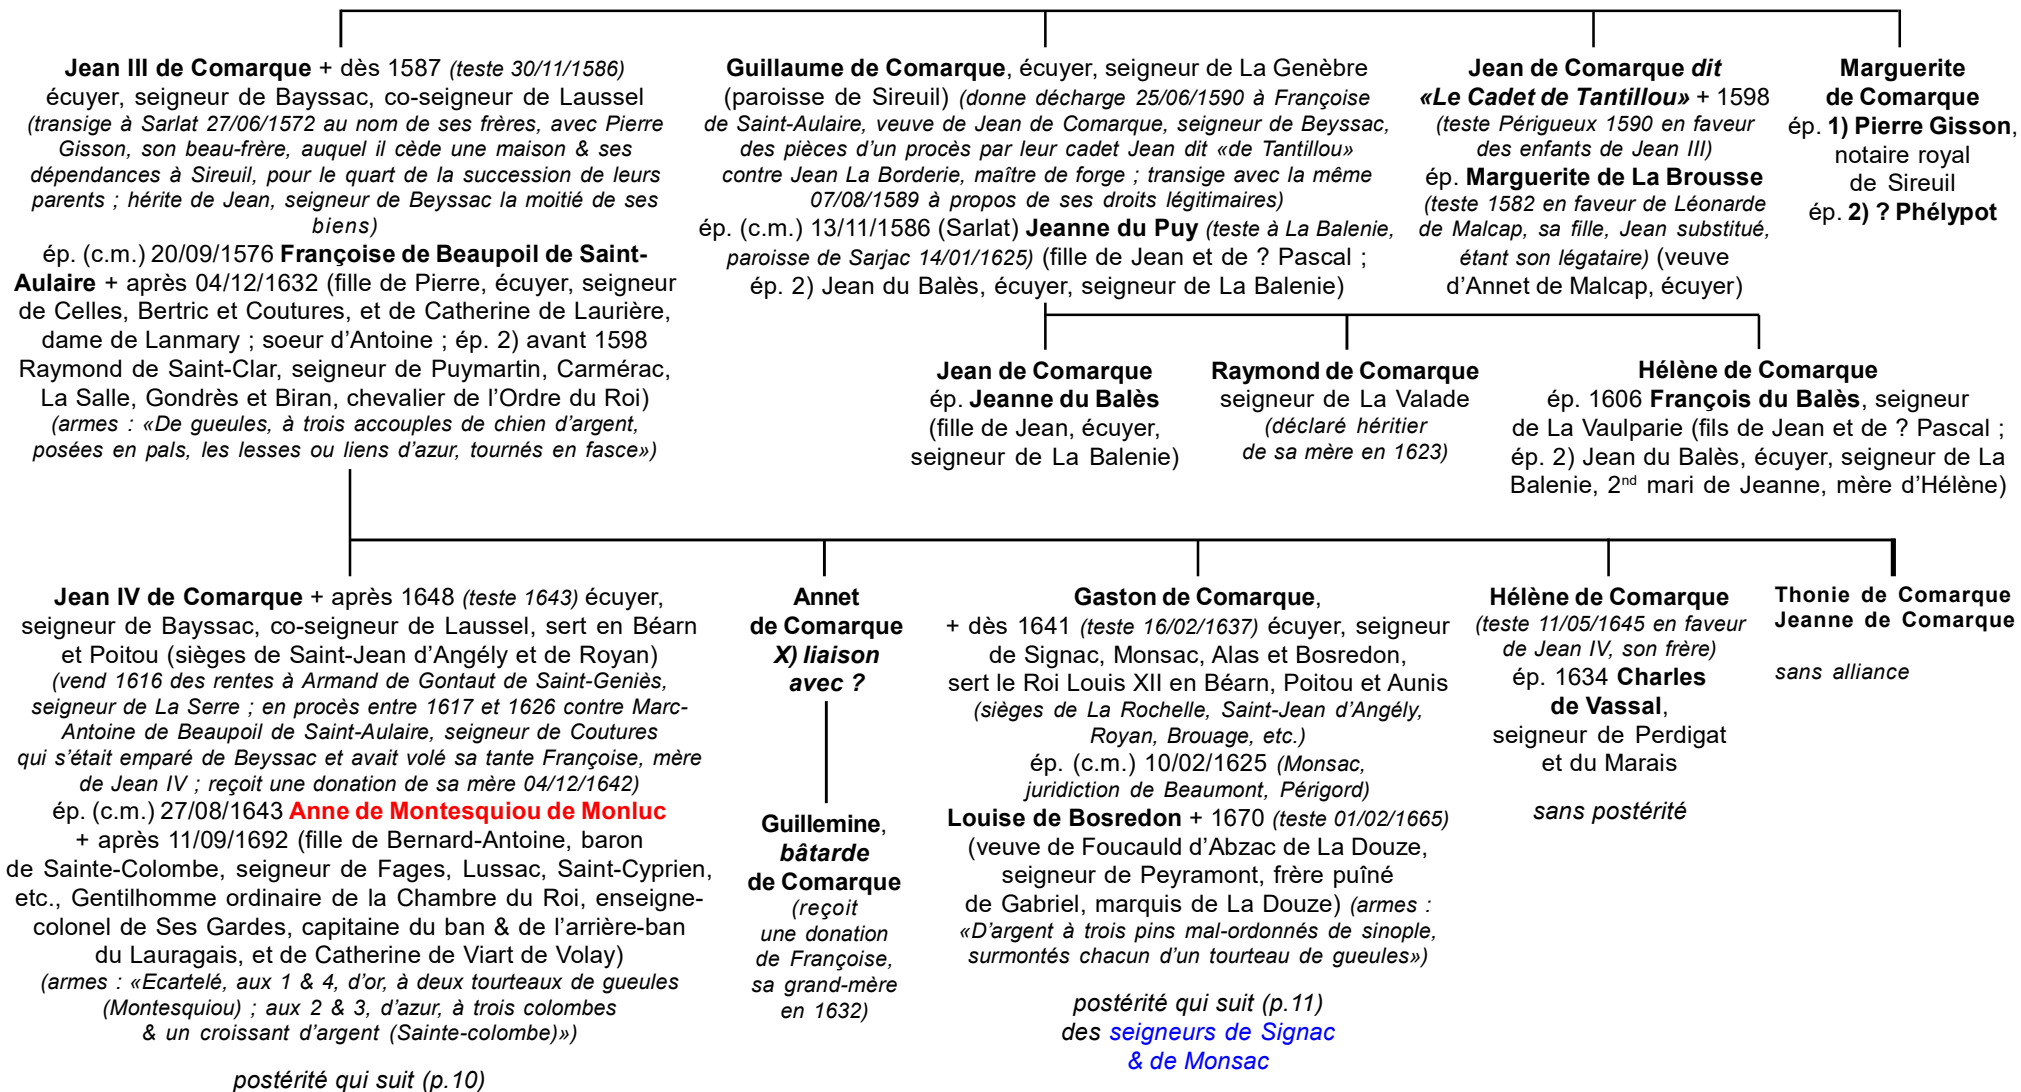 Jean III de Comarque + dès 1587 (teste 30/11/1586)
écuyer, seigneur de Bayssac, co-seigneur de Laussel
(transige à Sarlat 27/06/1572 au nom de ses frères, avec Pierre
Gisson, son beau-frère, auquel il cède une maison & ses
dépendances à Sireuil, pour le quart de la succession de leurs
parents ; hérite de Jean, seigneur de Beyssac la moitié de ses
biens)
ép. (c.m.) 20/09/1576 Françoise de Beaupoil de Saint-
Aulaire + après 04/12/1632 (fille de Pierre, écuyer, seigneur
de Celles, Bertric et Coutures, et de Catherine de Laurière,
dame de Lanmary ; soeur d'Antoine ; ép. 2) avant 1598
Raymond de Saint-Clar, seigneur de Puymartin, Carmérac,
La Salle, Gondrès et Biran, chevalier de l'Ordre du Roi)
(armes : «De gueules, à trois accouples de chien d'argent,
posées en pals, les lesses ou liens d'azur, tournés en fasce»)
Guillaume de Comarque, écuyer, seigneur de La Genèbre
(paroisse de Sireuil) (donne décharge 25/06/1590 à Françoise
de Saint-Aulaire, veuve de Jean de Comarque, seigneur de Beyssac,
des pièces d'un procès par leur cadet Jean dit «de Tantillou»
contre Jean La Borderie, maître de forge ; transige avec la même
07/08/1589 à propos de ses droits légitimaires)
ép. (c.m.) 13/11/1586 (Sarlat) Jeanne du Puy (teste à La Balenie,
paroisse de Sarjac 14/01/1625) (fille de Jean et de ? Pascal ;
ép. 2) Jean du Balès, écuyer, seigneur de La Balenie)
Jean de Comarque dit
«Le Cadet de Tantillou» + 1598
(teste Périgueux 1590 en faveur
des enfants de Jean III)
ép. Marguerite de La Brousse
(teste 1582 en faveur de Léonarde
de Malcap, sa fille, Jean substitué,
étant son légataire) (veuve
d'Annet de Malcap, écuyer)
Marguerite
de Comarque
ép. 1) Pierre Gisson,
notaire royal
de Sireuil
ép. 2) ? Phélypot
Jean de Comarque
ép. Jeanne du Balès
(fille de Jean, écuyer,
seigneur de La Balenie)
Raymond de Comarque
seigneur de La Valade
(déclaré héritier
de sa mère en 1623)
Hélène de Comarque
ép. 1606 François du Balès, seigneur
de La Vaulparie (fils de Jean et de ? Pascal ;
ép. 2) Jean du Balès, écuyer, seigneur de La
Balenie, 2nd mari de Jeanne, mère d'Hélène)
Jean IV de Comarque + après 1648 (teste 1643) écuyer,
seigneur de Bayssac, co-seigneur de Laussel, sert en Béarn
et Poitou (sièges de Saint-Jean d'Angély et de Royan)
(vend 1616 des rentes à Armand de Gontaut de Saint-Geniès,
seigneur de La Serre ; en procès entre 1617 et 1626 contre Marc-
Antoine de Beaupoil de Saint-Aulaire, seigneur de Coutures
qui s'était emparé de Beyssac et avait volé sa tante Françoise, mère
de Jean IV ; reçoit une donation de sa mère 04/12/1642)
ép. (c.m.) 27/08/1643 Anne de Montesquiou de Monluc
+ après 11/09/1692 (fille de Bernard-Antoine, baron
de Sainte-Colombe, seigneur de Fages, Lussac, Saint-Cyprien,
etc., Gentilhomme ordinaire de la Chambre du Roi, enseigne-
colonel de Ses Gardes, capitaine du ban & de l'arrière-ban
du Lauragais, et de Catherine de Viart de Volay)
(armes : «Ecartelé, aux 1 & 4, d'or, à deux tourteaux de gueules
(Montesquiou) ; aux 2 & 3, d'azur, à trois colombes
& un croissant d'argent (Sainte-colombe)»)
postérité qui suit (p.10)
Annet
de Comarque
X) liaison
avec ?
Guillemine,
bâtarde
de Comarque
(reçoit
une donation
de Françoise,
sa grand-mère
en 1632)
Gaston de Comarque,
+ dès 1641 (teste 16/02/1637) écuyer, seigneur
de Signac, Monsac, Alas et Bosredon,
sert le Roi Louis XII en Béarn, Poitou et Aunis
(sièges de La Rochelle, Saint-Jean d'Angély,
Royan, Brouage, etc.)
ép. (c.m.) 10/02/1625 (Monsac,
juridiction de Beaumont, Périgord)
Louise de Bosredon + 1670 (teste 01/02/1665)
(veuve de Foucauld d'Abzac de La Douze,
seigneur de Peyramont, frère puîné
de Gabriel, marquis de La Douze) (armes :
«D'argent à trois pins mal-ordonnés de sinople,
surmontés chacun d'un tourteau de gueules»)
postérité qui suit (p.11)
des seigneurs de Signac
& de Monsac
Hélène de Comarque
(teste 11/05/1645 en faveur
de Jean IV, son frère)
ép. 1634 Charles
de Vassal,
seigneur de Perdigat
et du Marais
sans postérité
Thonie de Comarque
Jeanne de Comarque
sans alliance